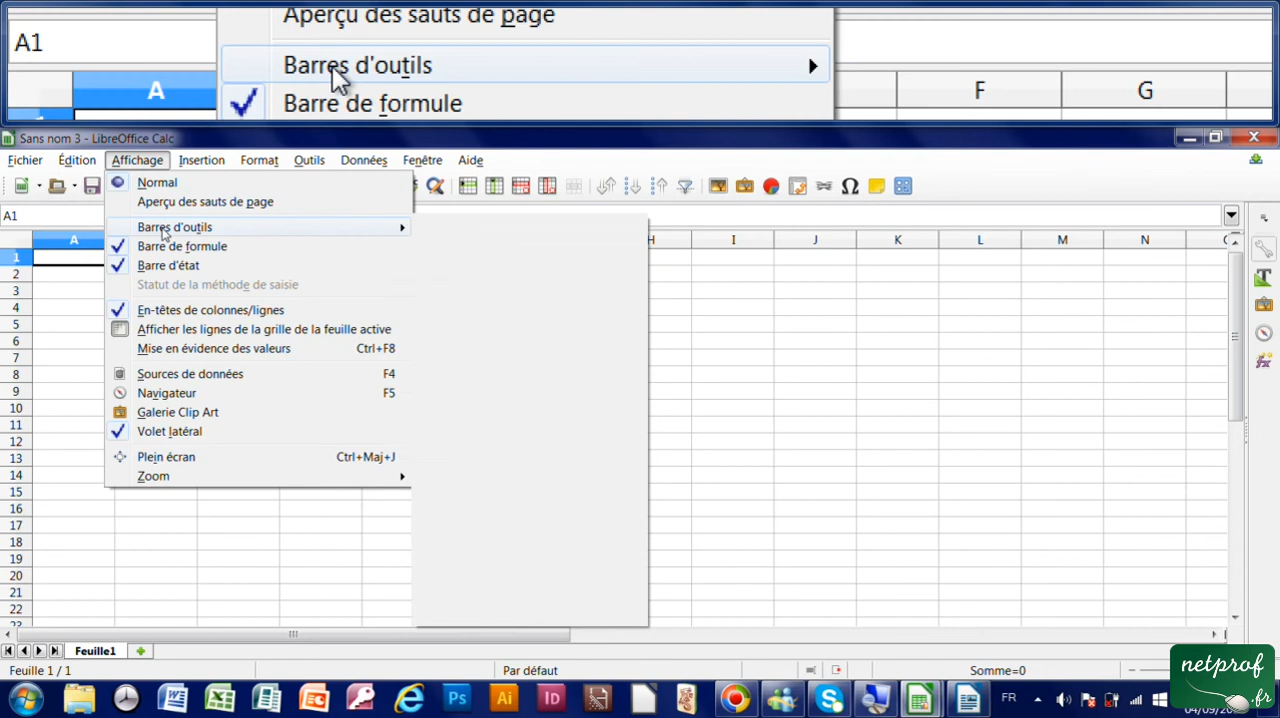 Aperçu des sauts de page
A1
Barres d'outils
A F G
Barre de formule
Sans nom 3 - LibreOffice Calc
Fichier Édition Affichage Insertion Format Outils Données Fenêtre Aide
Normal
Aperçu des sauts de page
A1
Barres d'outils
A H I J K L M N
Barre de formule
Barre d'état
Statut de la méthode de saisie
En-têtes de colonnes/lignes
Afficher les lignes de la grille de la feuille active
Mise en évidence des valeurs Ctrl+F8
Sources de données F4
Navigateur F5
Galerie Clip Art
Volet latéral
Plein écran Ctrl+Maj+J
Zoom
1
2
3
4
5
6
7
8
9
10
11
12
13
14
15
16
17
18
19
20
21
22
23
Feuille1
Feuille 1 / 1 Par défaut Somme=0
netprof
.fr
Ps Ai Id FR